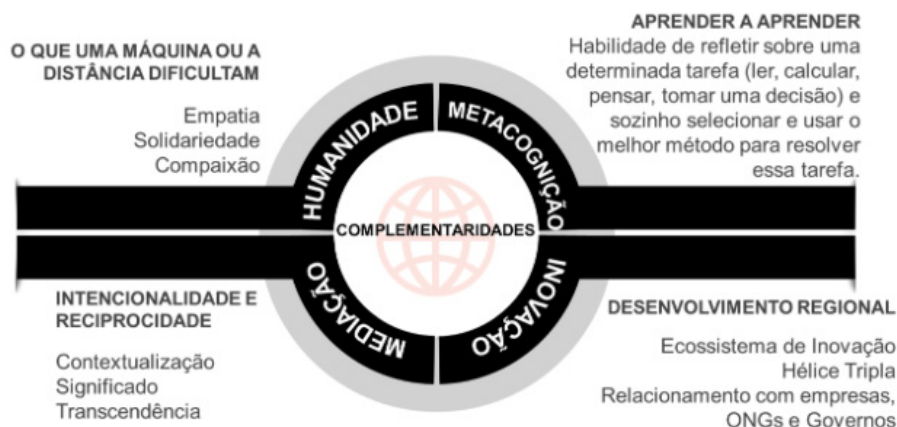 O QUE UMA MÁQUINA OU A
DISTÂNCIA DIFICULTAM
Empatia
Solidariedade
Compaixão
APRENDER A APRENDER
Habilidade de refletir sobre uma
determinada tarefa (ler, calcular,
pensar, tomar uma decisão) e
sozinho selecionar e usar o
melhor método para resolver
essa tarefa.
HUMANIDADE
METACOGNIÇÃO
COMPLEMENTARIDADES
MEDIAÇÃO
INOVAÇÃO
INTENCIONALIDADE E
RECIPROCIDADE
Contextualização
Significado
Transcendência
DESENVOLVIMENTO REGIONAL
Ecossistema de Inovação
Hélice Tripla
Relacionamento com empresas,
ONGs e Governos